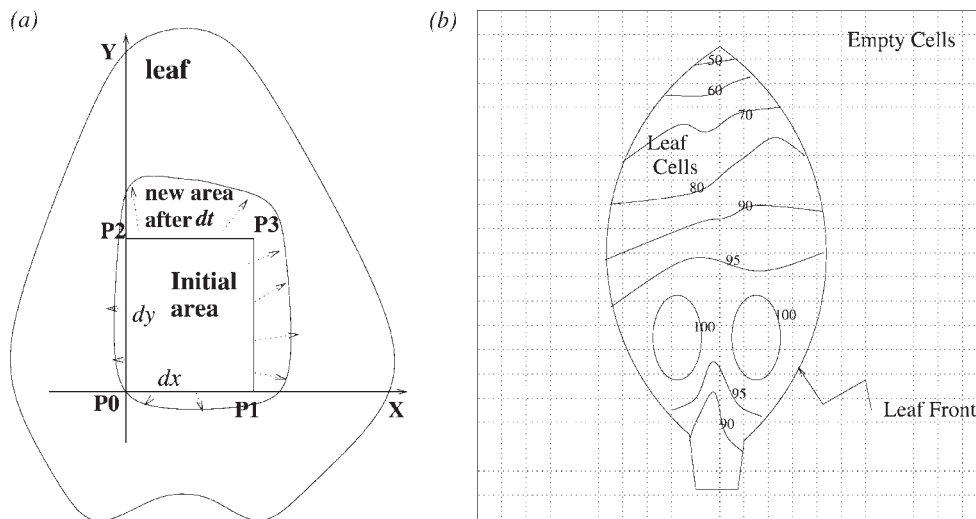 (a)
Y
leaf
new area
after dt
P2
P3
Initial
area
dy
dx
P0
P1
X
(b)
Empty Cells
50
60
70
Leaf
Cells
80
90
95
100
100
95
90
Leaf Front